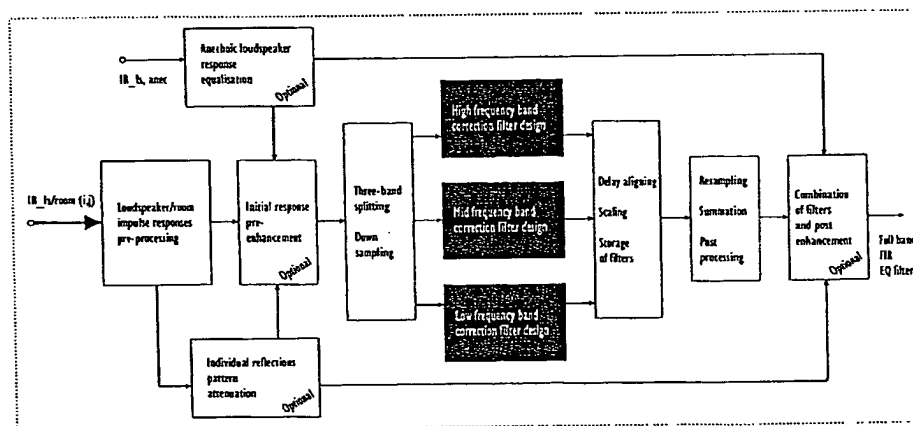 Anechoic loudspeaker
response
equalisation
Optional
IR_ls, anec
High frequency band
correction filter design
IR_ls/room (i,j)
Loudspeaker/room
impulse responses
pre-processing
Initial response
pre-
enhancement
Optional
Three-band
splitting
Down
sampling
Mid frequency band
correction filter design
Delay aligning
Scaling
Storage
of filters
Resampling
Summation
Post
processing
Combination
of filters
and post
enhancement
Optional
Full band
FIR
EQ filter
Low frequency band
correction filter design
Individual reflections
pattern
attenuation
Optional